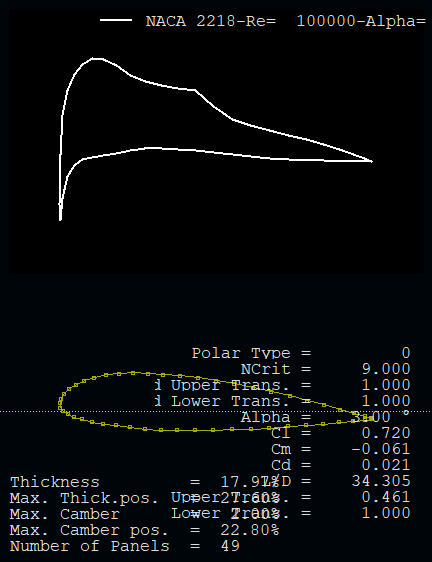 NACA 2218-Re= 100000-Alpha=
Polar Type = 0
NCrit = 9.000
d Upper Trans. = 1.000
d Lower Trans. = 1.000
Alpha = 3.00 °
Cl = 0.720
Cm = -0.061
Cd = 0.021
L/D = 34.305
Upper Trans. = 0.461
Lower Trans. = 1.000
Thickness = 17.97%
Max. Thick.pos. = 27.60%
Max. Camber = 2.00%
Max. Camber pos. = 22.80%
Number of Panels = 49